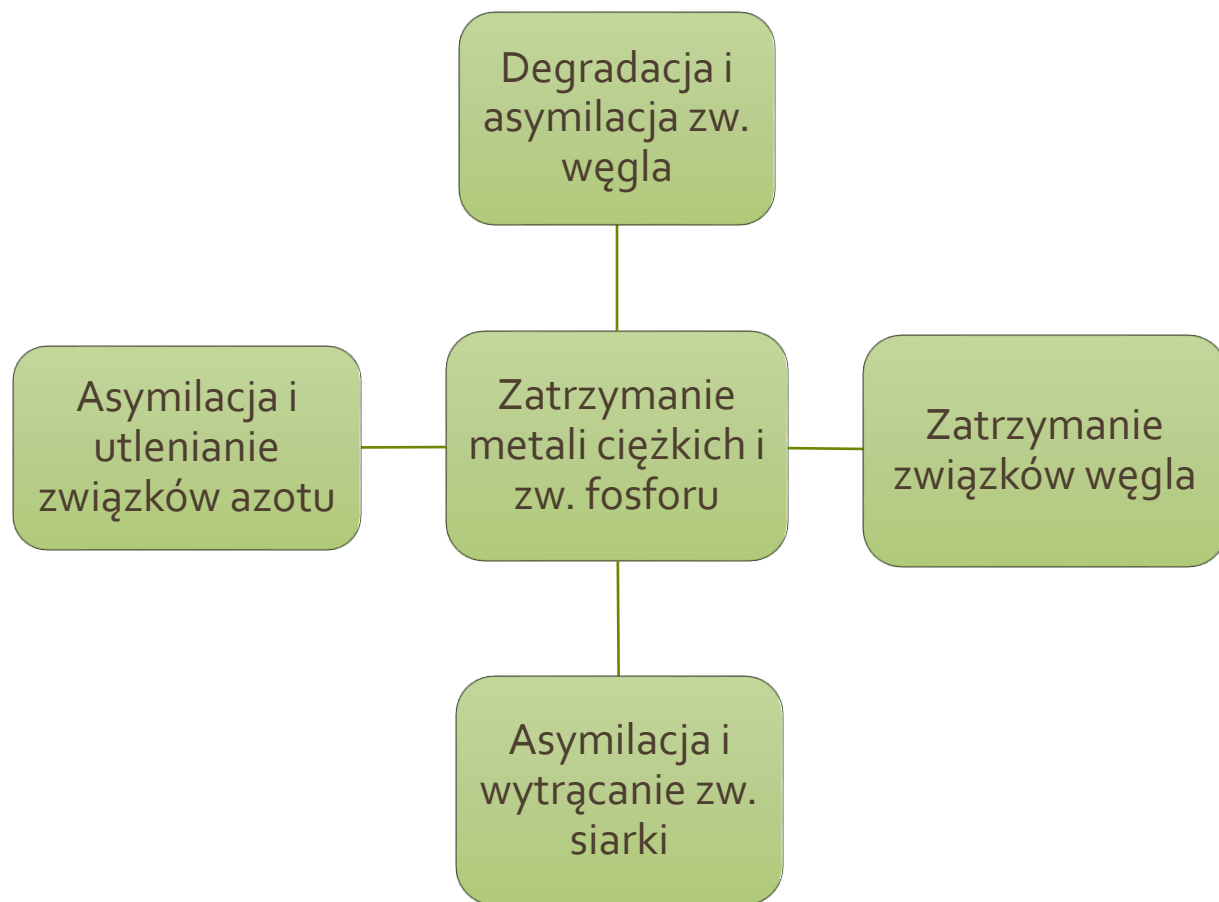 Degradacja i
asymilacja zw.
węgla
Asymilacja i
utlenianie
związków azotu
Zatrzymanie
metali ciężkich i
zw. fosforu
Zatrzymanie
związków węgla
Asymilacja i
wytrącanie zw.
siarki